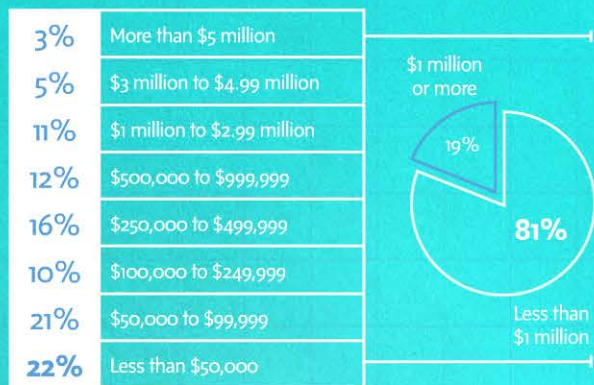 3% More than $5 million
5% $3 million to $4.99 million
11% $1 million to $2.99 million
12% $500,000 to $999,999
16% $250,000 to $499,999
10% $100,000 to $249,999
21% $50,000 to $99,999
22% Less than $50,000
$1 million
or more
19%
81%
Less than
$1 million